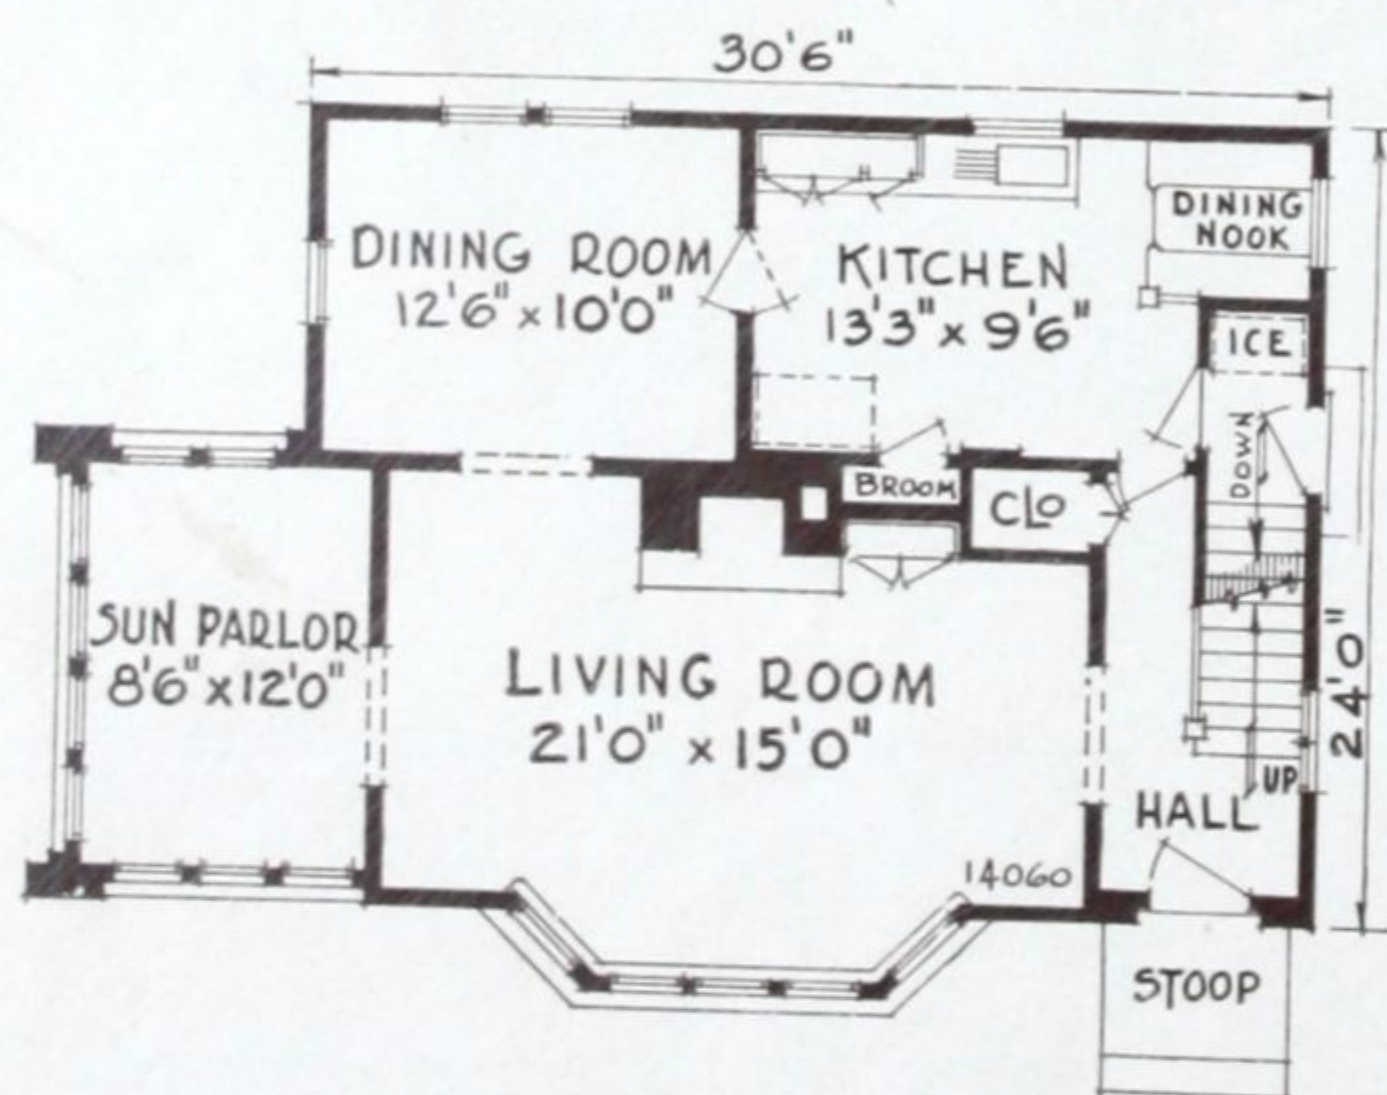 30'6"
DINING ROOM
12'6" x 10'0"
KITCHEN
13'3" x 9'6"
DINING
NOOK
ICE
DOWN
BROOM
CLO
SUN PARLOR
8'6" x 12'0"
LIVING ROOM
21'0" x 15'0"
24'0"
UP
HALL
14060
STOOP